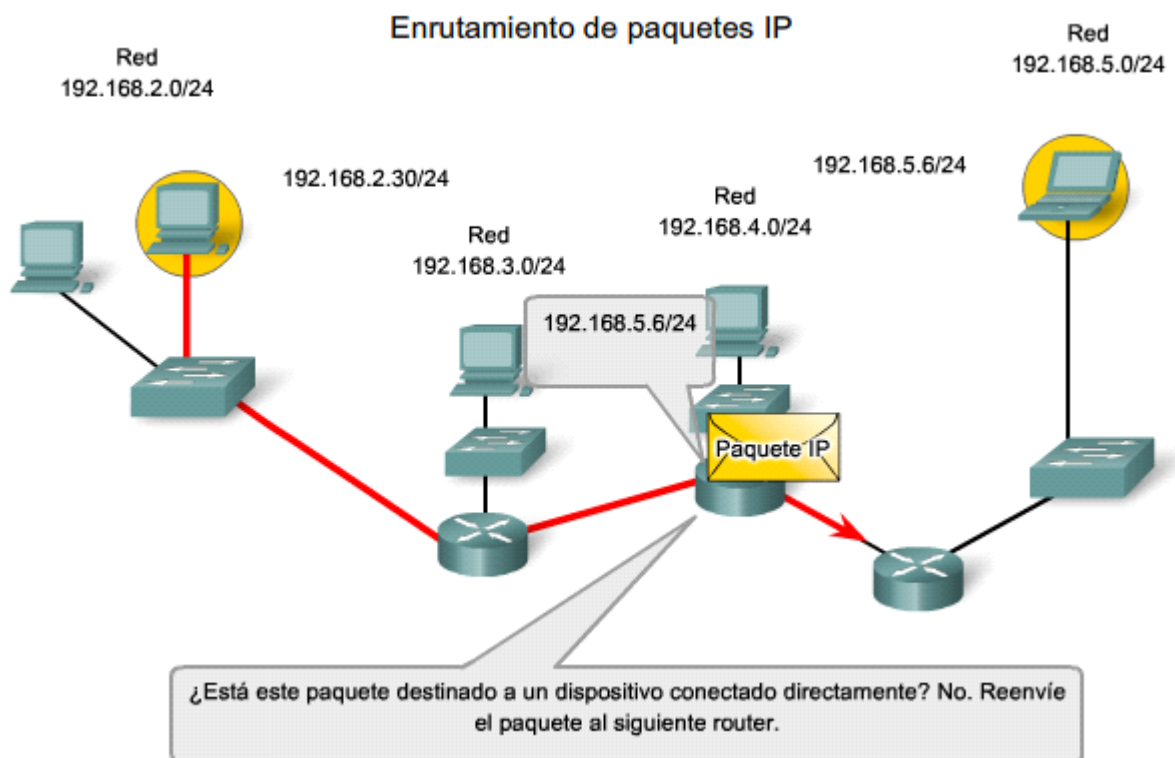 Enrutamiento de paquetes IP
Red
192.168.2.0/24
Red
192.168.5.0/24
192.168.2.30/24
192.168.5.6/24
Red
192.168.4.0/24
Red
192.168.3.0/24
192.168.5.6/24
Paquete IP
¿Está este paquete destinado a un dispositivo conectado directamente? No. Reenvíe
el paquete al siguiente router.